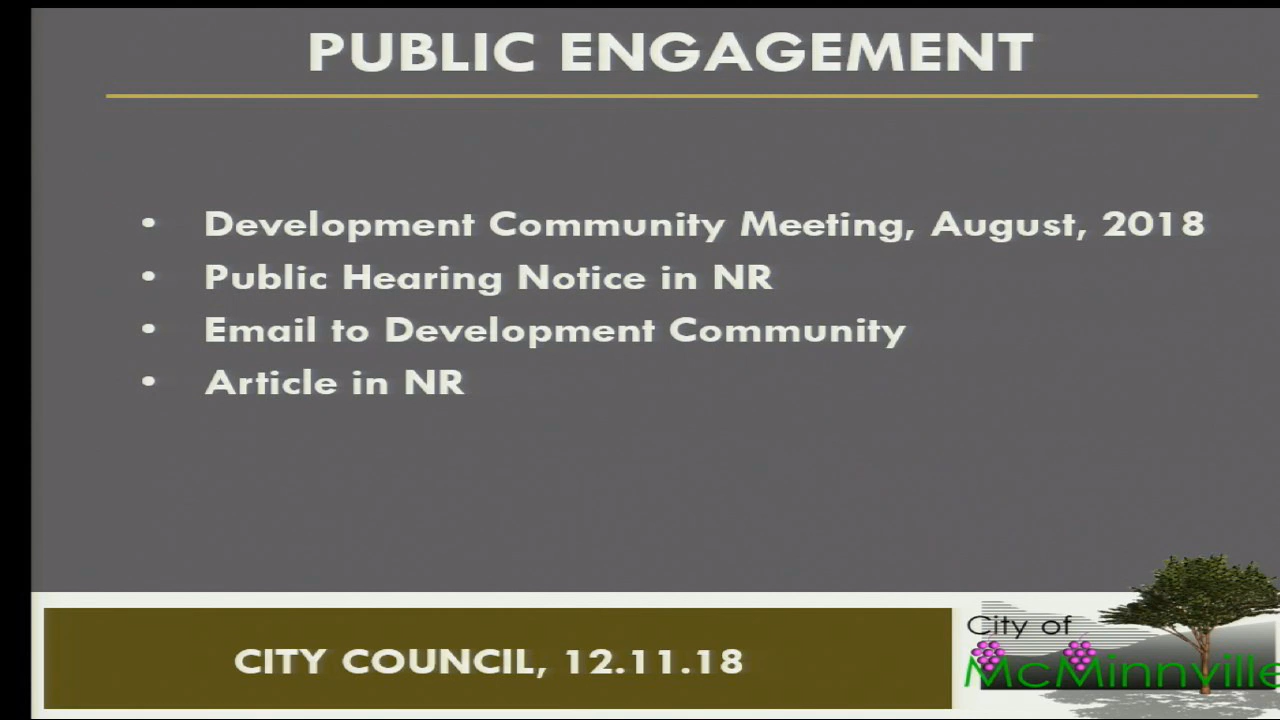 PUBLIC ENGAGEMENT
• Development Community Meeting, August, 2018
• Public Hearing Notice in NR
• Email to Development Community
• Article in NR
CITY COUNCIL, 12.11.18
City of
McMinnville